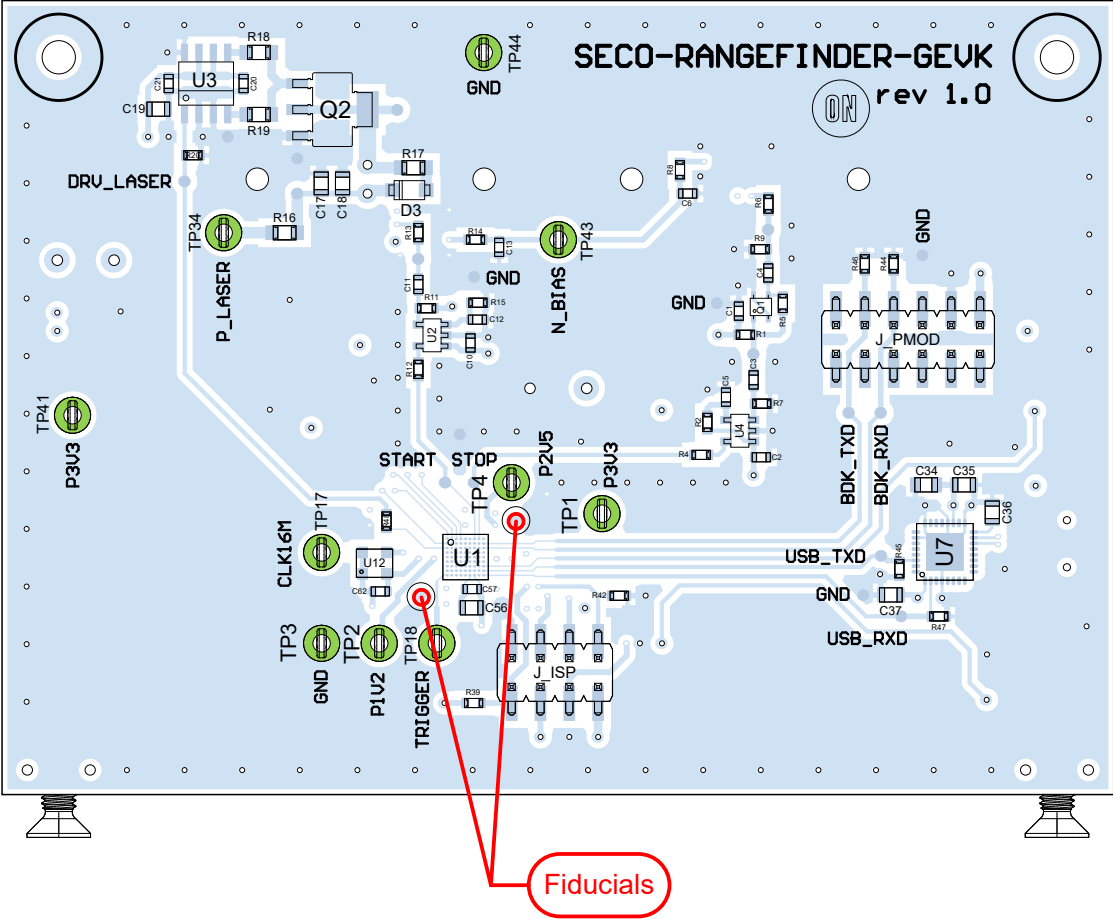 SECO-RANGEFINDER-GEVK
rev 1.0
ON
R18
U3
C21
C20
C19
R19
Q2
TP44
GND
DRV_LASER
R17
D3
C17
C18
R8
C6
TP34
R16
P_LASER
R13
R14
C13
GND
TP43
N_BIAS
R6
R9
C4
GND
R46
R44
C11
R11
R15
C12
U2
C10
R12
GND
C1
Q1
R5
R1
J_PMOD
C3
C5
R7
R2
U4
R4
C2
TP41
P3V3
START
STOP
P2V5
TP4
P3V3
TP1
BDK_TXD
BDK_RXD
C34
C35
C36
TP17
CLK16M
U12
C62
U1
C57
C56
USB_TXD
R45
U7
GND
C37
R47
USB_RXD
R42
TP3
GND
TP2
P1V2
TP18
TRIGGER
J_ISP
R39
Fiducials